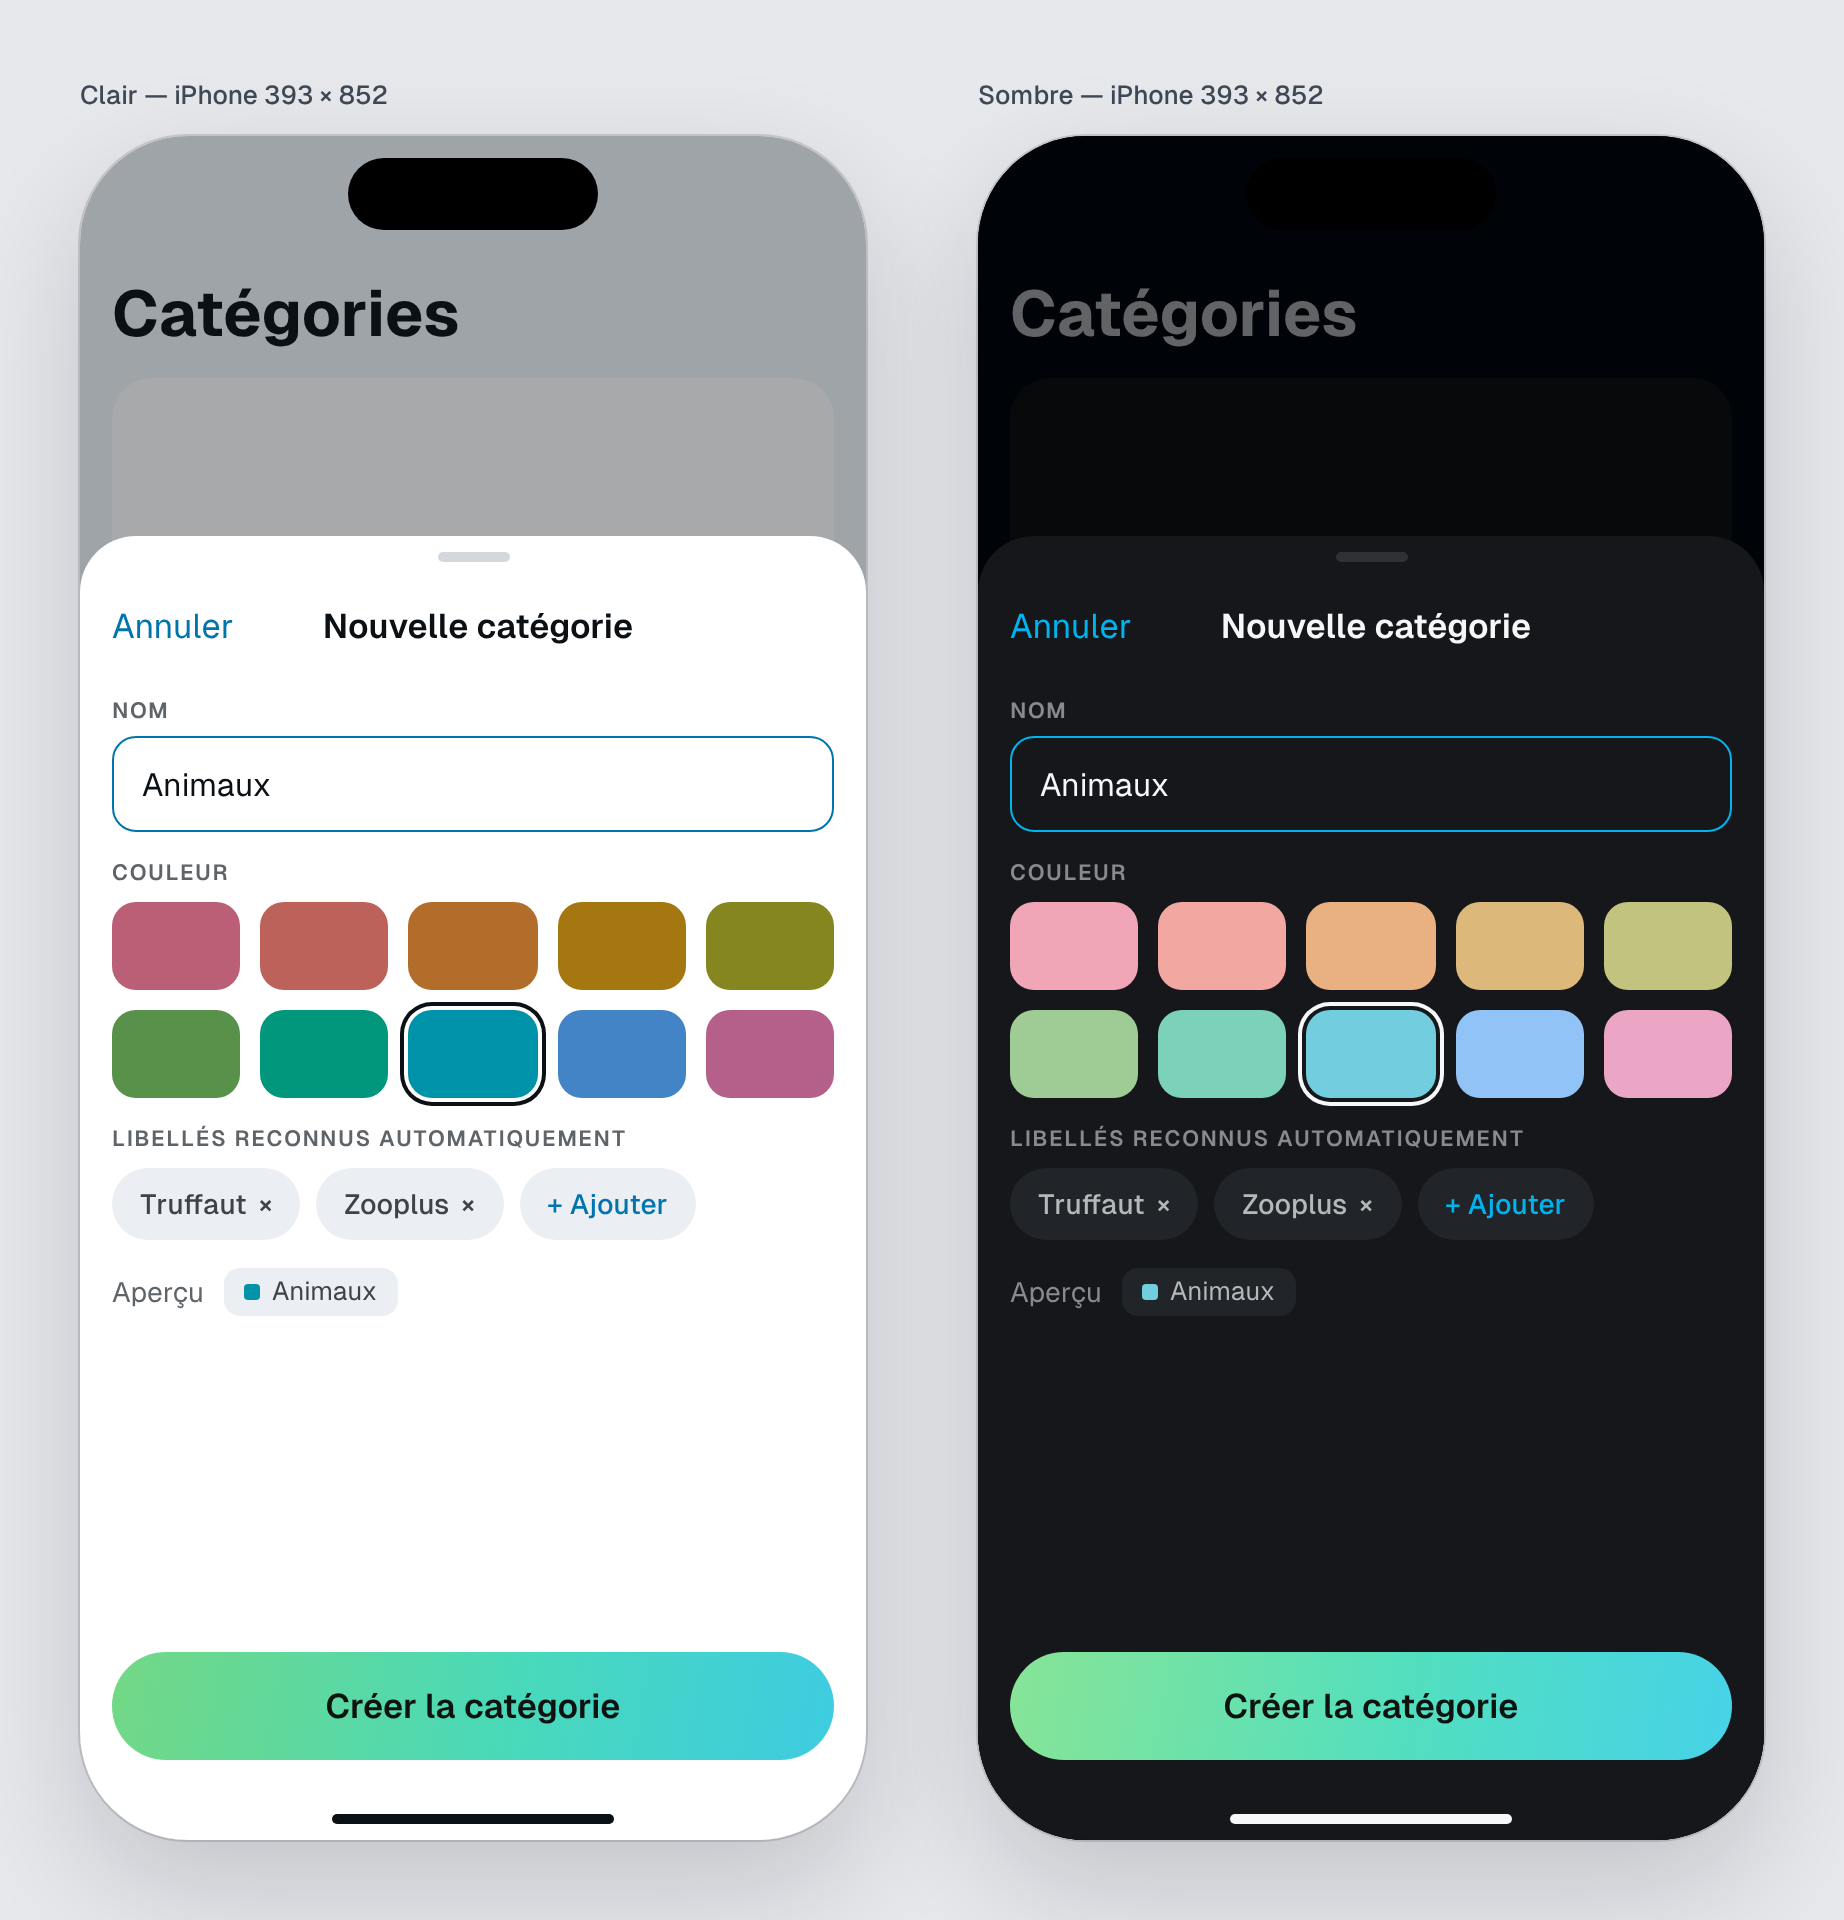 Clair — iPhone 393 × 852
Catégories
Annuler
Nouvelle catégorie
NOM
Animaux
COULEUR
LIBELLÉS RECONNUS AUTOMATIQUEMENT
Truffaut ×
Zooplus ×
+ Ajouter
Aperçu
Animaux
Créer la catégorie
Sombre — iPhone 393 × 852
Catégories
Annuler
Nouvelle catégorie
NOM
Animaux
COULEUR
LIBELLÉS RECONNUS AUTOMATIQUEMENT
Truffaut ×
Zooplus ×
+ Ajouter
Aperçu
Animaux
Créer la catégorie